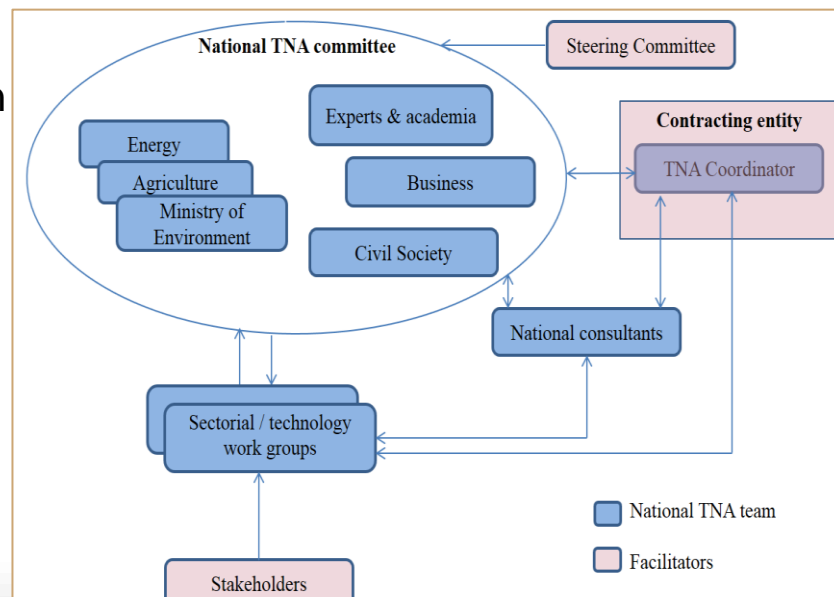 National TNA committee
Steering Committee
Experts & academia
Contracting entity
Energy
TNA Coordinator
Agriculture
Business
Ministry of
Environment
Civil Society
National consultants
Sectorial / technology
work groups
National TNA team
Facilitators
Stakeholders